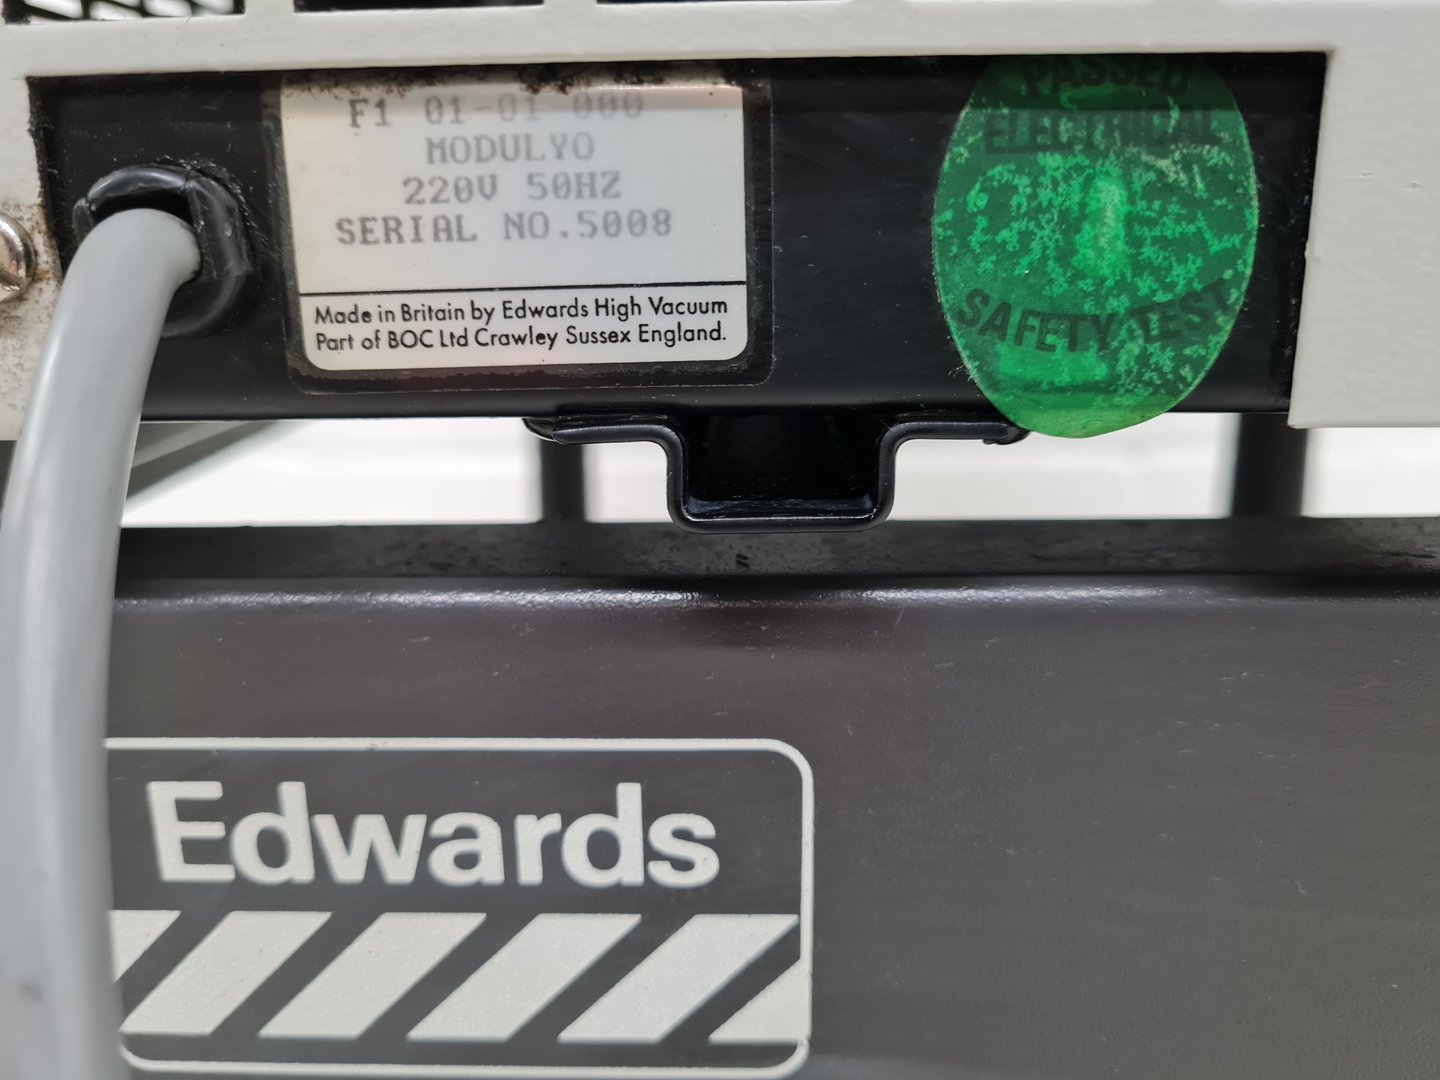 F1 01-01-000
MODULYO
220V 50HZ
SERIAL NO.5008
Made in Britain by Edwards High Vacuum
Part of BOC Ltd Crawley Sussex England.
PASSED
ELECTRICAL
SAFETY TEST
Edwards